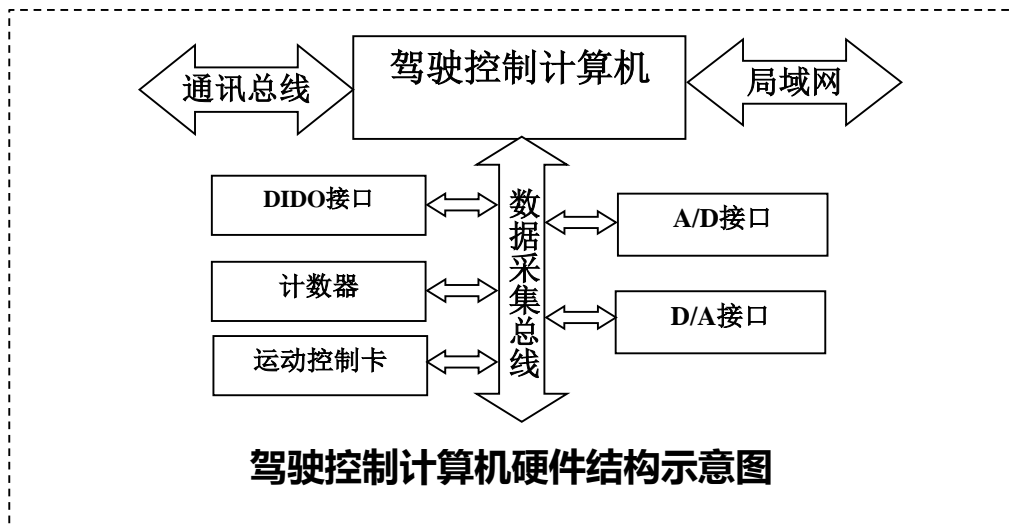 驾驶控制计算机
通讯总线
局域网
DIDO接口
数据采集总线
A/D接口
计数器
D/A接口
运动控制卡
驾驶控制计算机硬件结构示意图